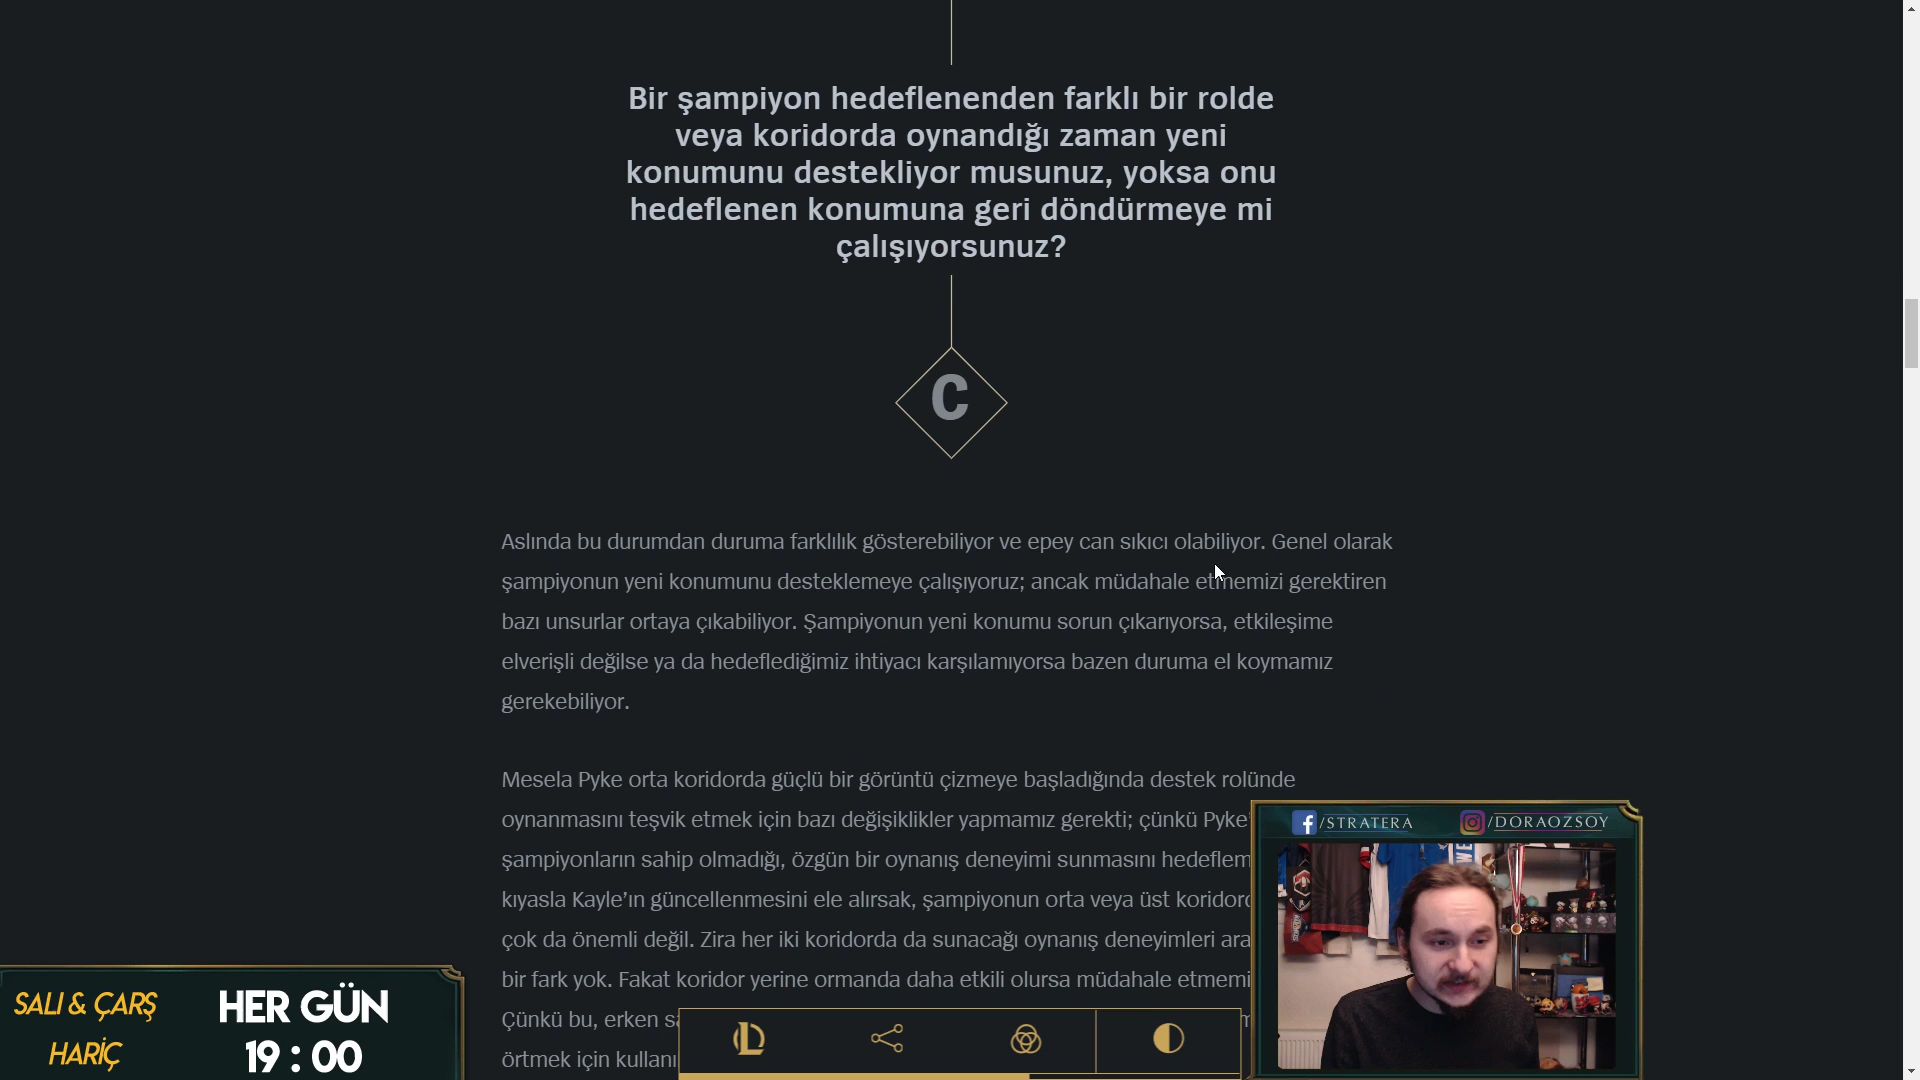 Bir şampiyon hedeflenenden farklı bir rolde
veya koridorda oynandığı zaman yeni
konumunu destekliyor musunuz, yoksa onu
hedeflenen konumuna geri döndürmeye mi
çalışıyorsunuz?
C
Aslında bu durumdan duruma farklılık gösterebiliyor ve epey can sıkıcı olabiliyor. Genel olarak
şampiyonun yeni konumunu desteklemeye çalışıyoruz; ancak müdahale etmemizi gerektiren
bazı unsurlar ortaya çıkabiliyor. Şampiyonun yeni konumu sorun çıkarıyorsa, etkileşime
elverişli değilse ya da hedeflediğimiz ihtiyacı karşılamıyorsa bazen duruma el koymamız
gerekebiliyor.
Mesela Pyke orta koridorda güçlü bir görüntü çizmeye başladığında destek rolünde
oynanmasını teşvik etmek için bazı değişiklikler yapmamız gerekti; çünkü Pyke'
şampiyonların sahip olmadığı, özgün bir oynanış deneyimi sunmasını hedeflem
kıyasla Kayle’ın güncellenmesini ele alırsak, şampiyonun orta veya üst koridord
çok da önemli değil. Zira her iki koridorda da sunacağı oynanış deneyimleri ara
bir fark yok. Fakat koridor yerine ormanda daha etkili olursa müdahale etmemi
Çünkü bu, erken
örtmek için kullanı
/STRATERA
/DORAOZSOY
SALI & ÇARŞ
HARİÇ
HER GÜN
19 : 00